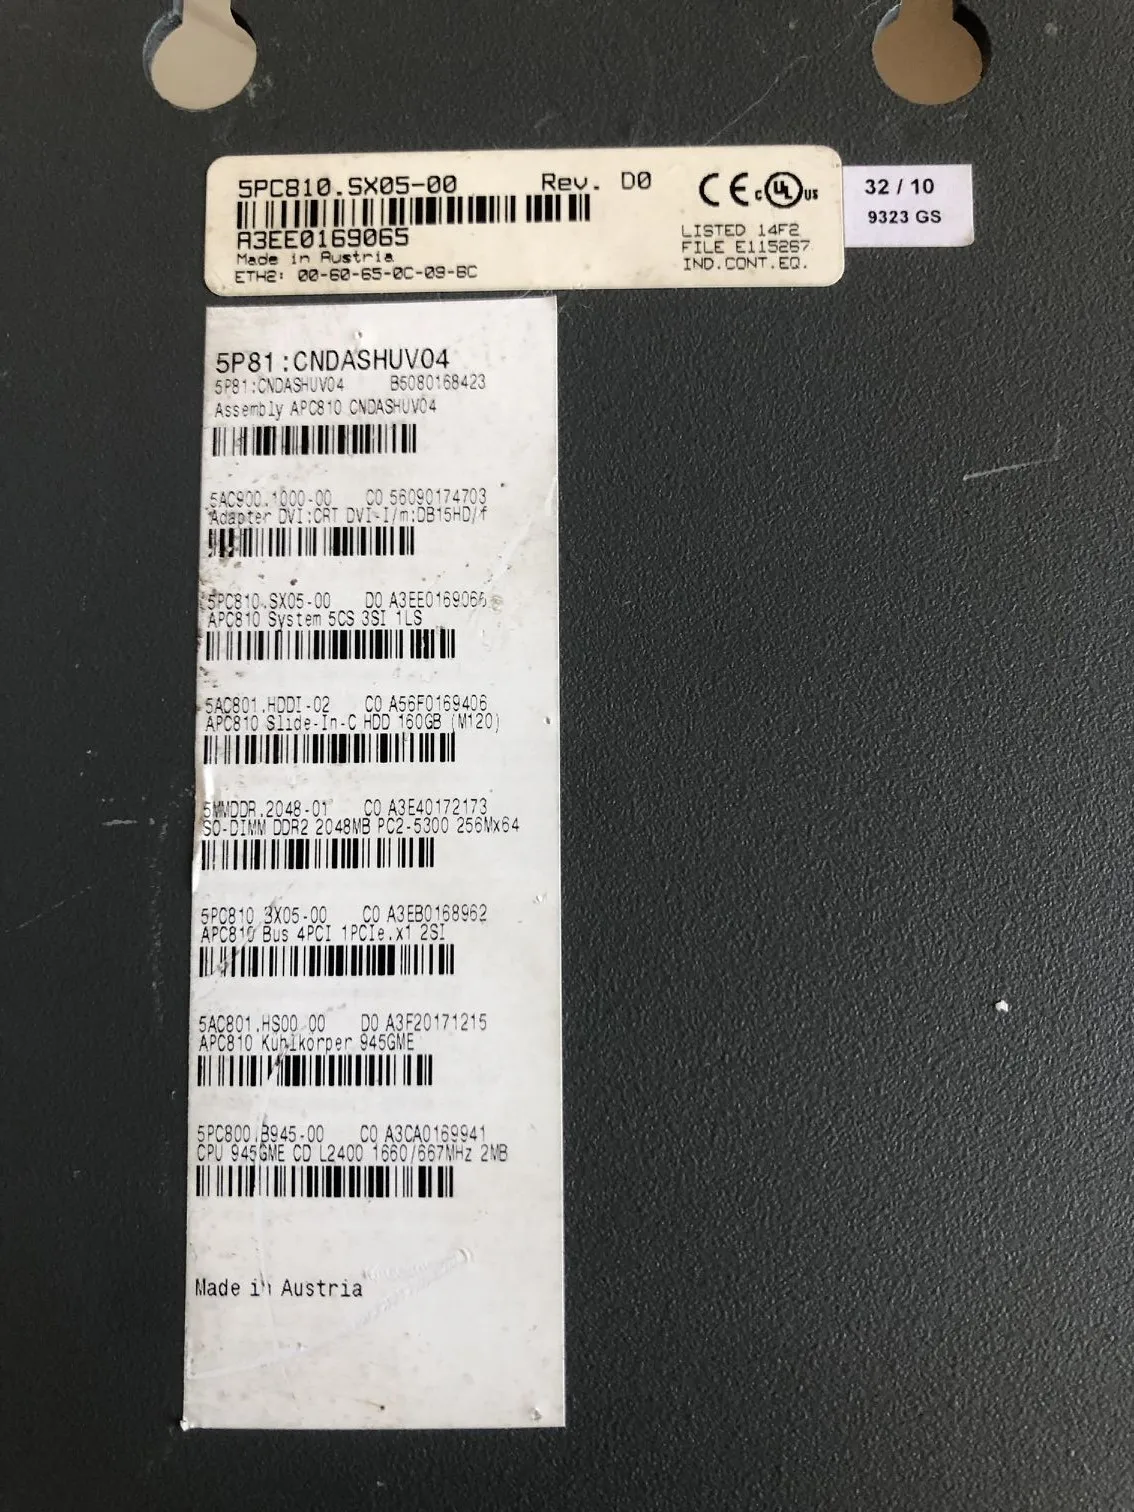 5PC810.SX05-00 Rev. D0
A3EE0169065
Made in Austria
ETH2: 00-60-65-0C-09-BC
CE c UL us
LISTED 14F2
FILE E115267
IND.CONT.EQ.
32 / 10
9323 GS
5P81:CNDASHUV04
5P81:CNDASHUV04 B5080168423
Assembly APC810 CNDASHUV04
5AC900.1000-00 C0 56090174703
Adapter DVI:CRT DVI-I/m:DB15HD/f
5PC810.SX05-00 D0 A3EE0169065
APC810 System 5CS 3SI 1LS
5AC801.HDDI-02 C0 A56F0169406
APC810 Slide-In-C HDD 160GB (M120)
5MMDDR.2048-01 C0 A3E40172173
SO-DIMM DDR2 2048MB PC2-5300 256Mx64
5PC810.BX05-00 C0 A3EB0168962
APC810 Bus 4PCI 1PCIe.x1 2SI
5AC801.HS00-00 D0 A3F20171215
APC810 Kühlkörper 945GME
5PC800.B945-00 C0 A3CA0169941
CPU 945GME CD L2400 1660/667MHz 2MB
Made in Austria